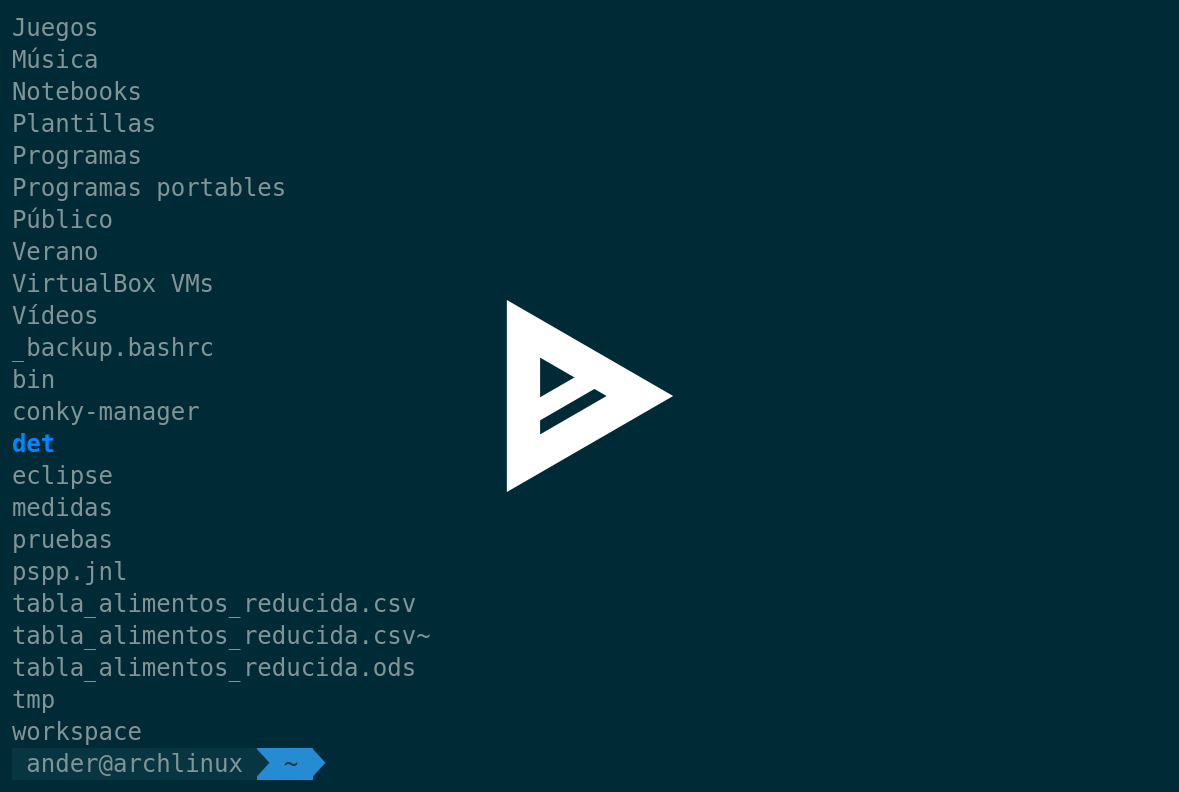 Juegos
Música
Notebooks
Plantillas
Programas
Programas portables
Público
Verano
VirtualBox VMs
Vídeos
_backup.bashrc
bin
conky-manager
det
eclipse
medidas
pruebas
pspp.jnl
tabla_alimentos_reducida.csv
tabla_alimentos_reducida.csv~
tabla_alimentos_reducida.ods
tmp
workspace
ander@archlinux ~